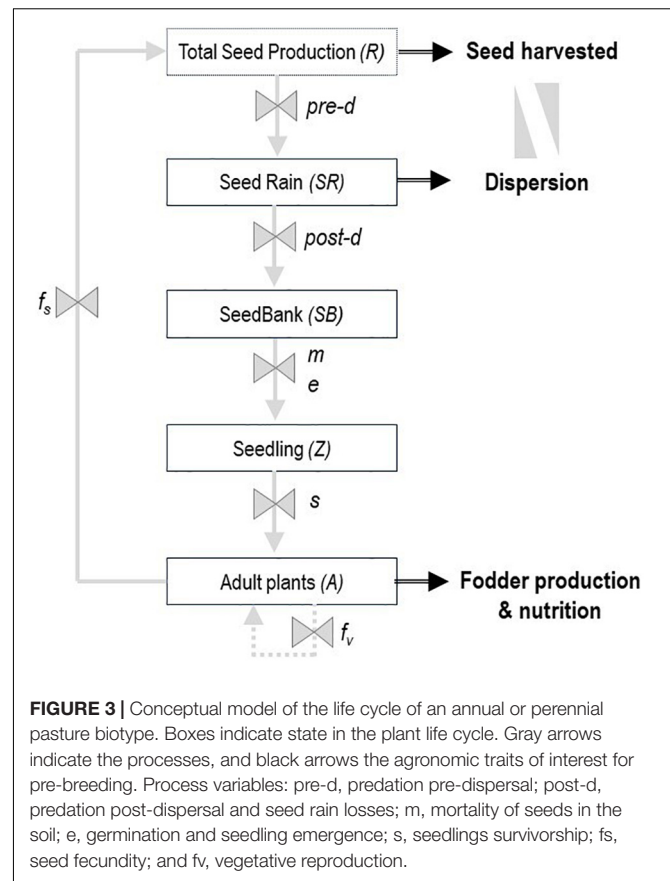 Total Seed Production (R)
Seed harvested
pre-d
Seed Rain (SR)
Dispersion
post-d
fs
SeedBank (SB)
m
e
Seedling (Z)
s
Adult plants (A)
Fodder production
& nutrition
fv
FIGURE 3 | Conceptual model of the life cycle of an annual or perennial
pasture biotype. Boxes indicate state in the plant life cycle. Gray arrows
indicate the processes, and black arrows the agronomic traits of interest for
pre-breeding. Process variables: pre-d, predation pre-dispersal; post-d,
predation post-dispersal and seed rain losses; m, mortality of seeds in the
soil; e, germination and seedling emergence; s, seedlings survivorship; fs,
seed fecundity; and fv, vegetative reproduction.